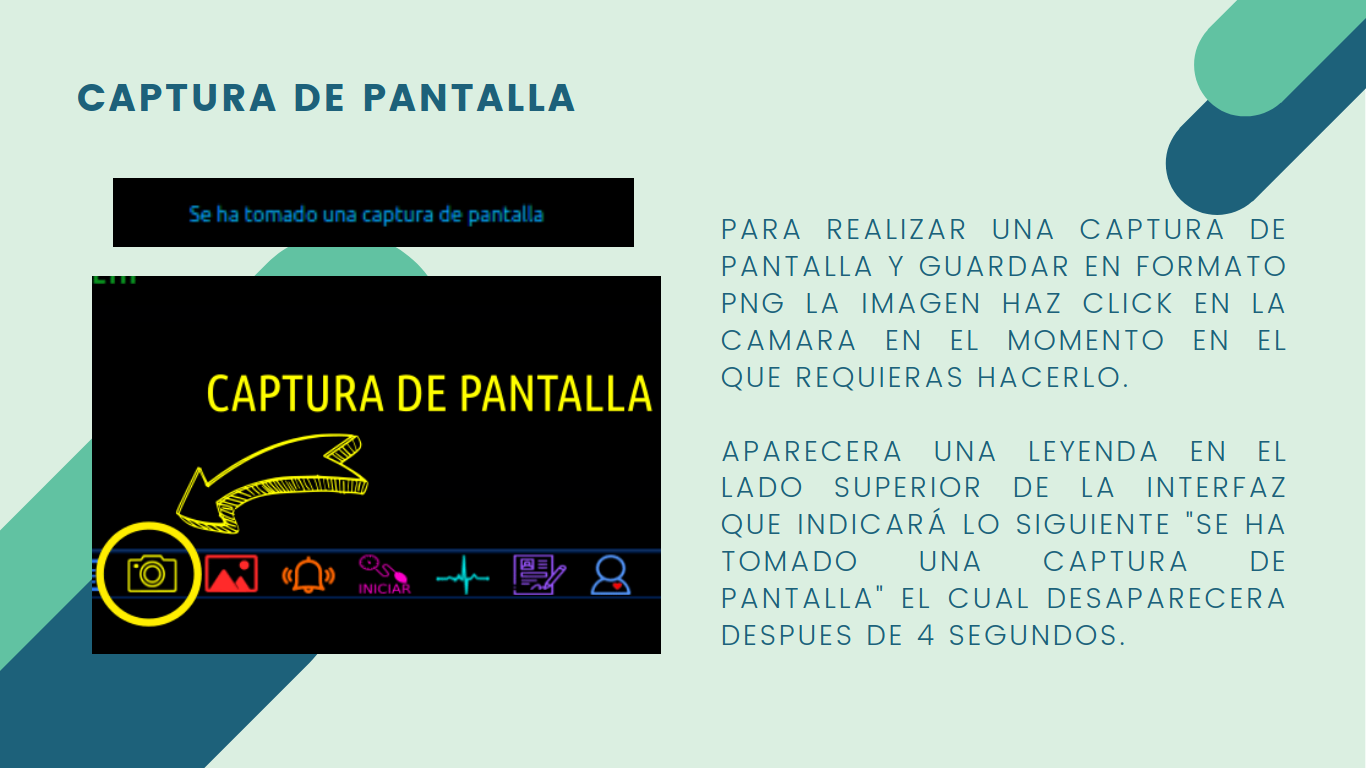 CAPTURA DE PANTALLA
Se ha tomado una captura de pantalla
CAPTURA DE PANTALLA
INICIAR
PARA REALIZAR UNA CAPTURA DE
PANTALLA Y GUARDAR EN FORMATO
PNG LA IMAGEN HAZ CLICK EN LA
CAMARA EN EL MOMENTO EN EL
QUE REQUIERAS HACERLO.
APARECERA UNA LEYENDA EN EL
LADO SUPERIOR DE LA INTERFAZ
QUE INDICARÁ LO SIGUIENTE "SE HA
TOMADO UNA CAPTURA DE
PANTALLA" EL CUAL DESAPARECERA
DESPUES DE 4 SEGUNDOS.